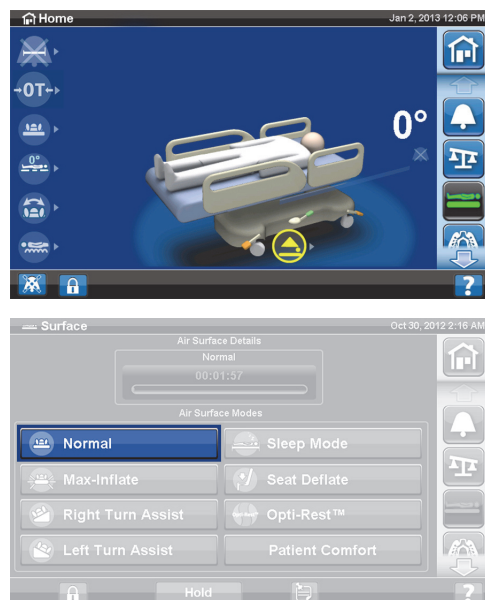 Home
Jan 2, 2013 12:06 PM
0T
0°
0°
?
Surface
Oct 30, 2012 2:16 AM
Air Surface Details
Normal
00:01:57
Air Surface Modes
Normal
Sleep Mode
Max-Inflate
Seat Deflate
Right Turn Assist
Opti-Rest™
Left Turn Assist
Patient Comfort
Hold
?